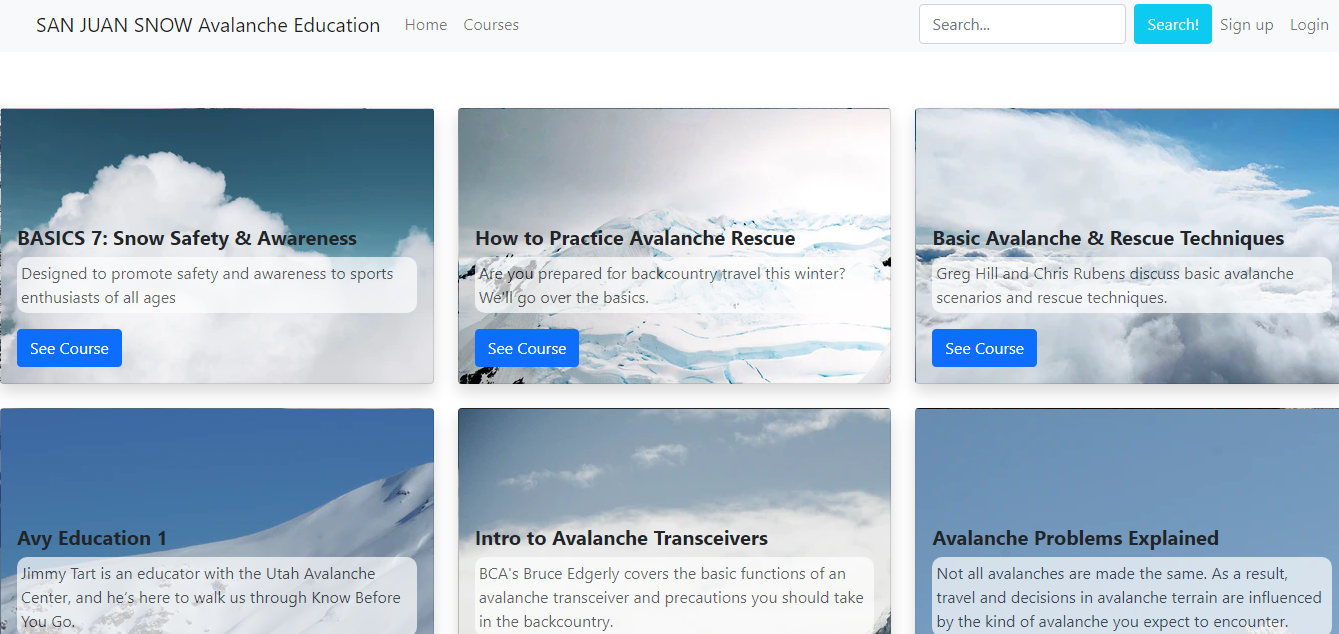 SAN JUAN SNOW Avalanche Education Home Courses Search... Search! Sign up Login
BASICS 7: Snow Safety & Awareness
Designed to promote safety and awareness to sports
enthusiasts of all ages
See Course
How to Practice Avalanche Rescue
Are you prepared for backcountry travel this winter?
We'll go over the basics.
See Course
Basic Avalanche & Rescue Techniques
Greg Hill and Chris Rubens discuss basic avalanche
scenarios and rescue techniques.
See Course
Avy Education 1
Jimmy Tart is an educator with the Utah Avalanche
Center, and he's here to walk us through Know Before
You Go.
Intro to Avalanche Transceivers
BCA's Bruce Edgerly covers the basic functions of an
avalanche transceiver and precautions you should take
in the backcountry.
Avalanche Problems Explained
Not all avalanches are made the same. As a result,
travel and decisions in avalanche terrain are influenced
by the kind of avalanche you expect to encounter.